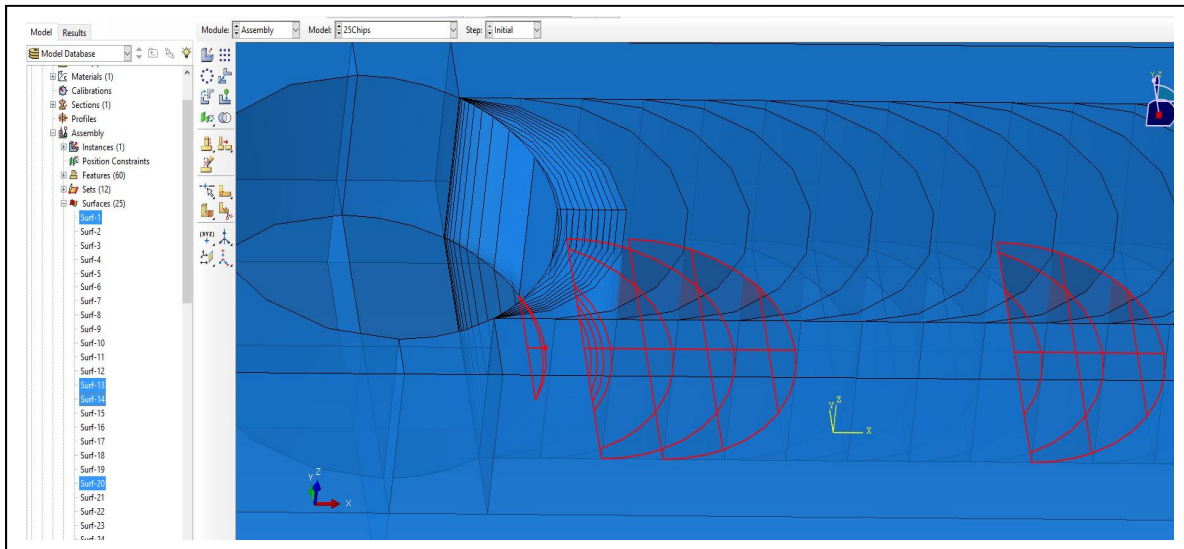 Model Results
Module: Assembly Model: 25Chips Step: Initial
Model Database
Materials (1)
Calibrations
Sections (1)
Profiles
Assembly
Instances (1)
Position Constraints
Features (60)
Sets (12)
Surfaces (25)
Surf-1
Surf-2
Surf-3
Surf-4
Surf-5
Surf-6
Surf-7
Surf-8
Surf-9
Surf-10
Surf-11
Surf-12
Surf-13
Surf-14
Surf-15
Surf-16
Surf-17
Surf-18
Surf-19
Surf-20
Surf-21
Surf-22
Surf-23
Surf-24
(XYZ)
Y Z
Y Z
X
Y Z
X